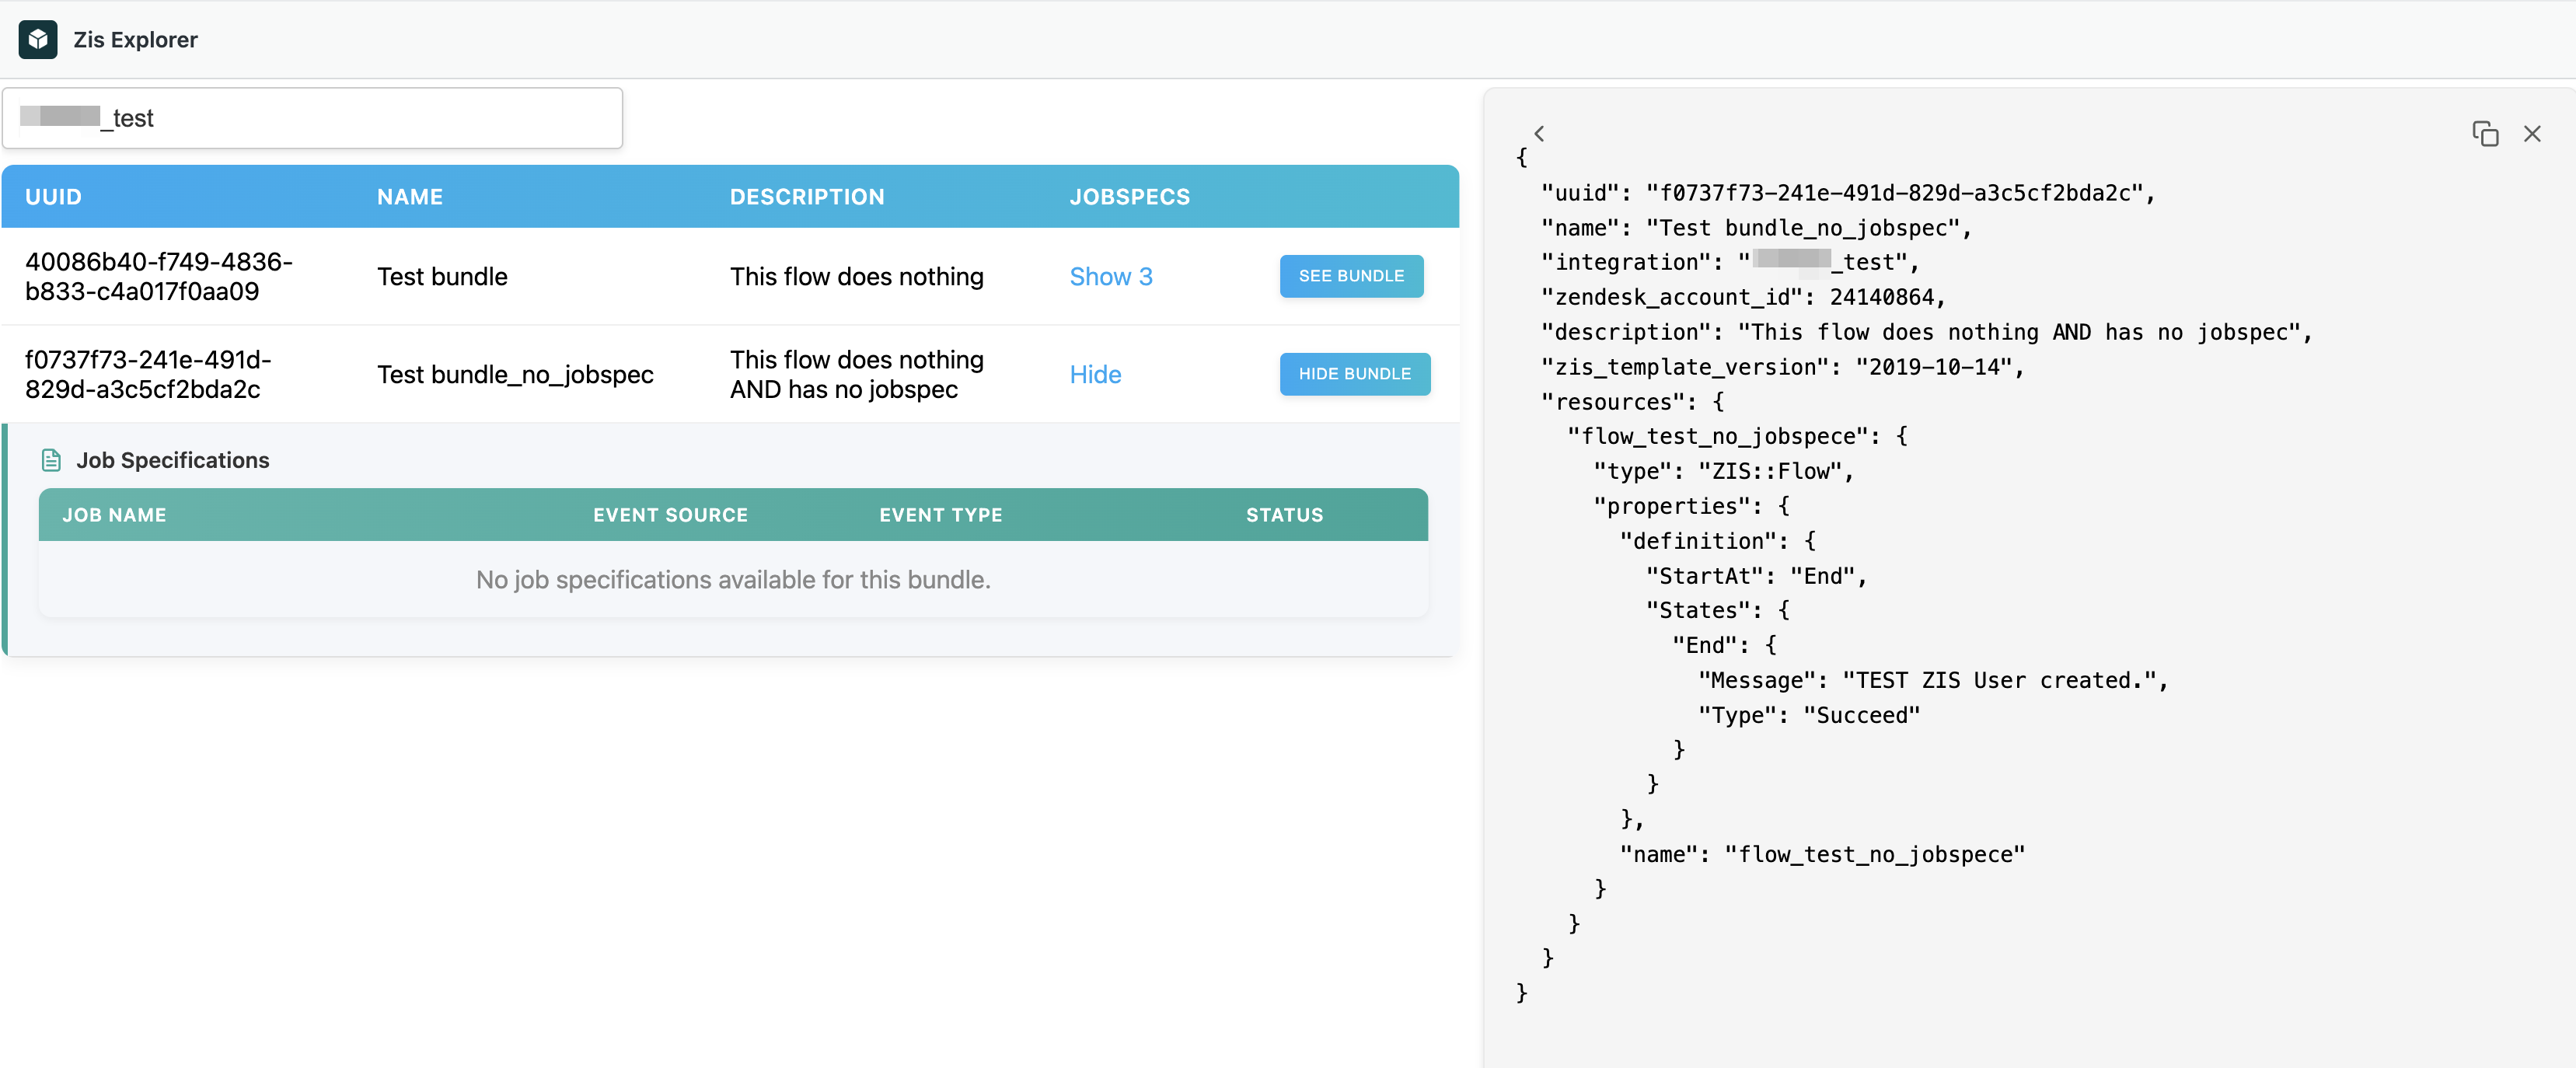 Zis Explorer
_test
UUID NAME DESCRIPTION JOBSPECS
40086b40-f749-4836-
b833-c4a017f0aa09
Test bundle
This flow does nothing
Show 3
SEE BUNDLE
f0737f73-241e-491d-
829d-a3c5cf2bda2c
Test bundle_no_jobspec
This flow does nothing
AND has no jobspec
Hide
HIDE BUNDLE
Job Specifications
JOB NAME EVENT SOURCE EVENT TYPE STATUS
No job specifications available for this bundle.
{
"uuid": "f0737f73-241e-491d-829d-a3c5cf2bda2c",
"name": "Test bundle_no_jobspec",
"integration": "_test",
"zendesk_account_id": 24140864,
"description": "This flow does nothing AND has no jobspec",
"zis_template_version": "2019-10-14",
"resources": {
"flow_test_no_jobspece": {
"type": "ZIS::Flow",
"properties": {
"definition": {
"StartAt": "End",
"States": {
"End": {
"Message": "TEST ZIS User created.",
"Type": "Succeed"
}
}
},
"name": "flow_test_no_jobspece"
}
}
}
}